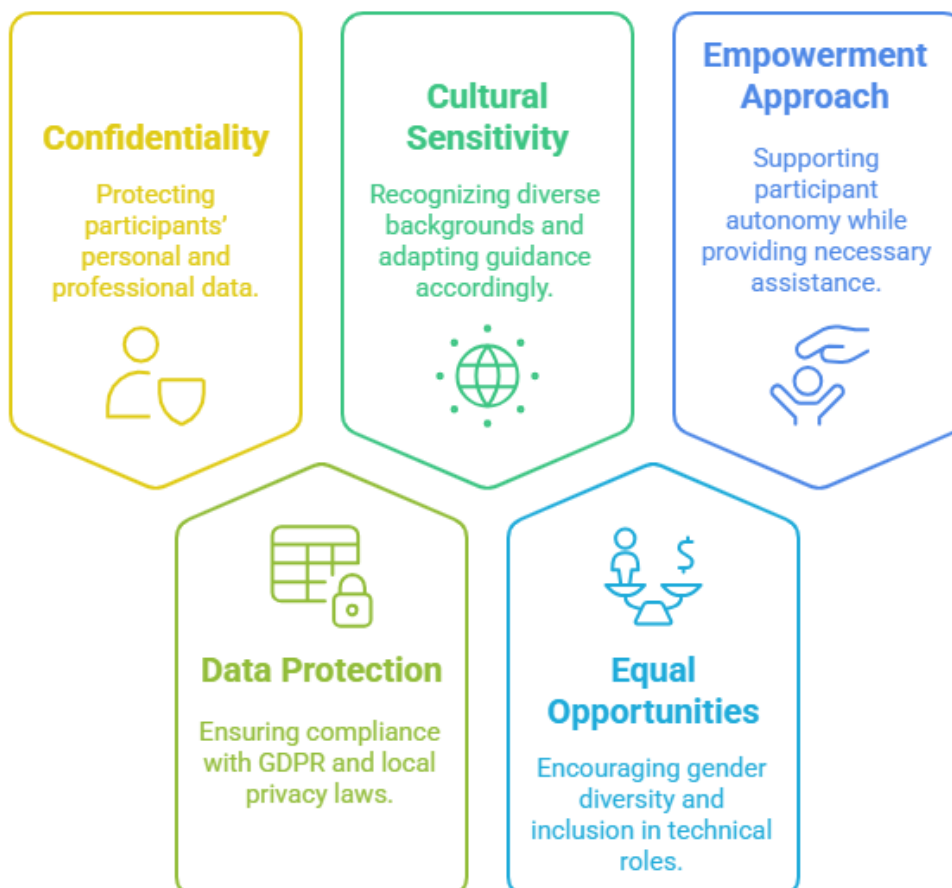 Confidentiality
Protecting
participants’
personal and
professional data.
Cultural
Sensitivity
Recognizing diverse
backgrounds and
adapting guidance
accordingly.
Empowerment
Approach
Supporting
participant
autonomy while
providing necessary
assistance.
Data Protection
Ensuring compliance
with GDPR and local
privacy laws.
$
Equal
Opportunities
Encouraging gender
diversity and
inclusion in technical
roles.